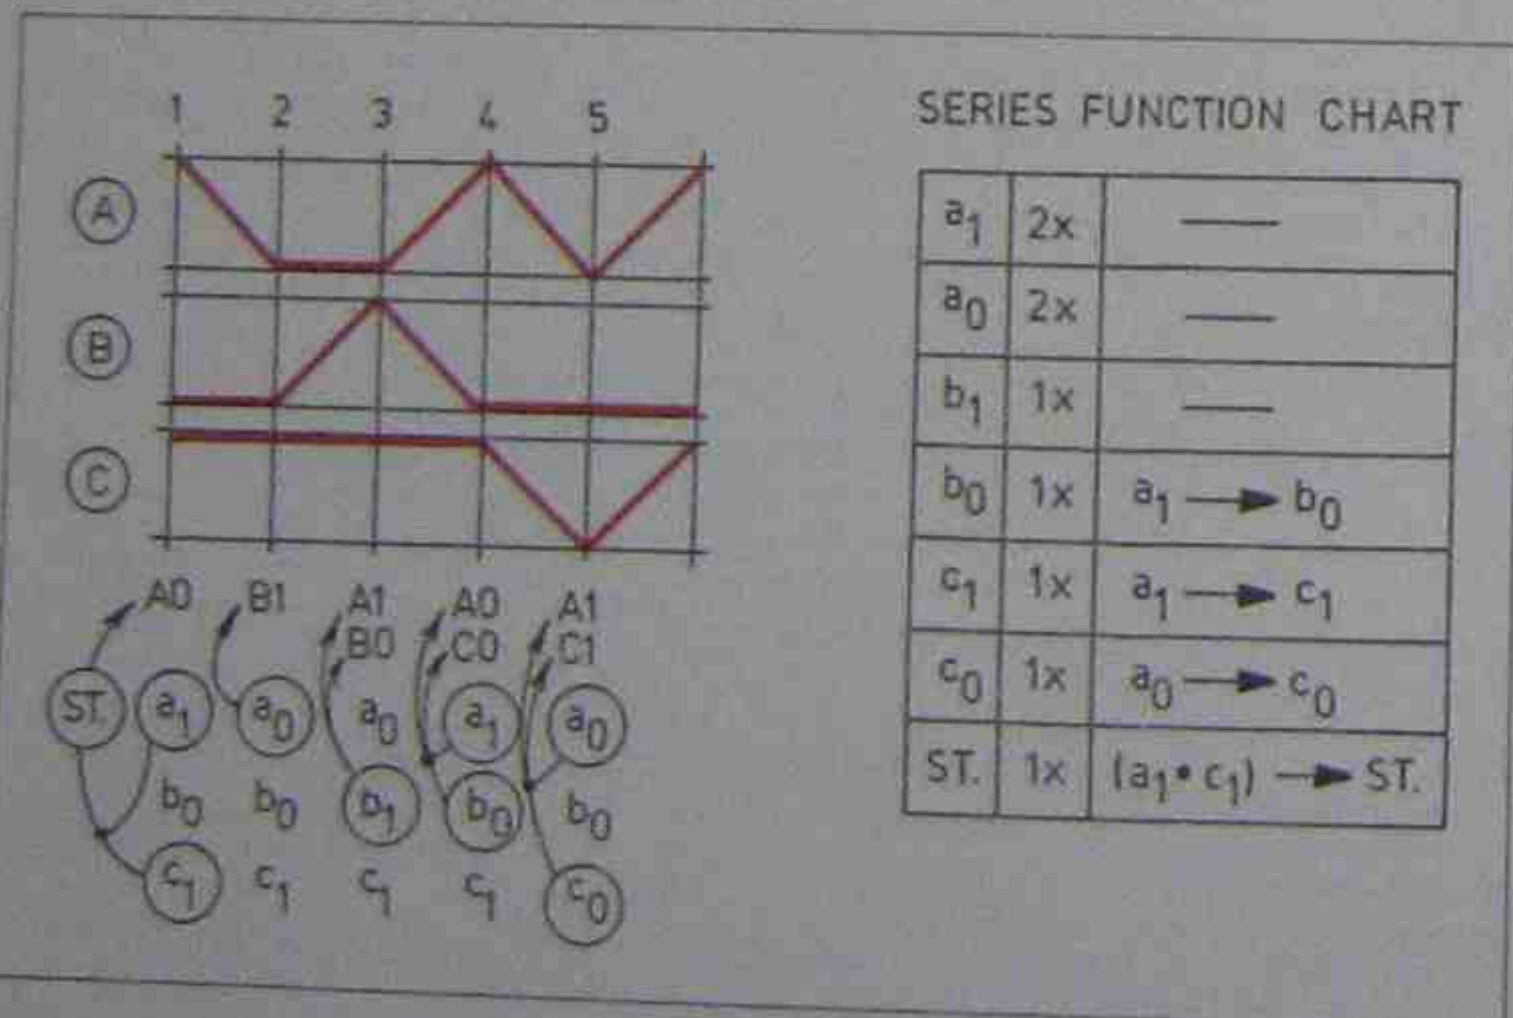 1 2 3 4 5
A
B
C
A0 B1 A1 A0 A1
B0 C0 C1
ST. a₁ a₀ a₀ a₁ a₀
b₀ b₀ b₁ b₀ b₀
c₁ c₁ c₁ c₁ c₀
SERIES FUNCTION CHART
a₁ 2x —
a₀ 2x —
b₁ 1x —
b₀ 1x a₁ → b₀
c₁ 1x a₁ → c₁
c₀ 1x a₀ → c₀
ST. 1x (a₁•c₁) → ST.